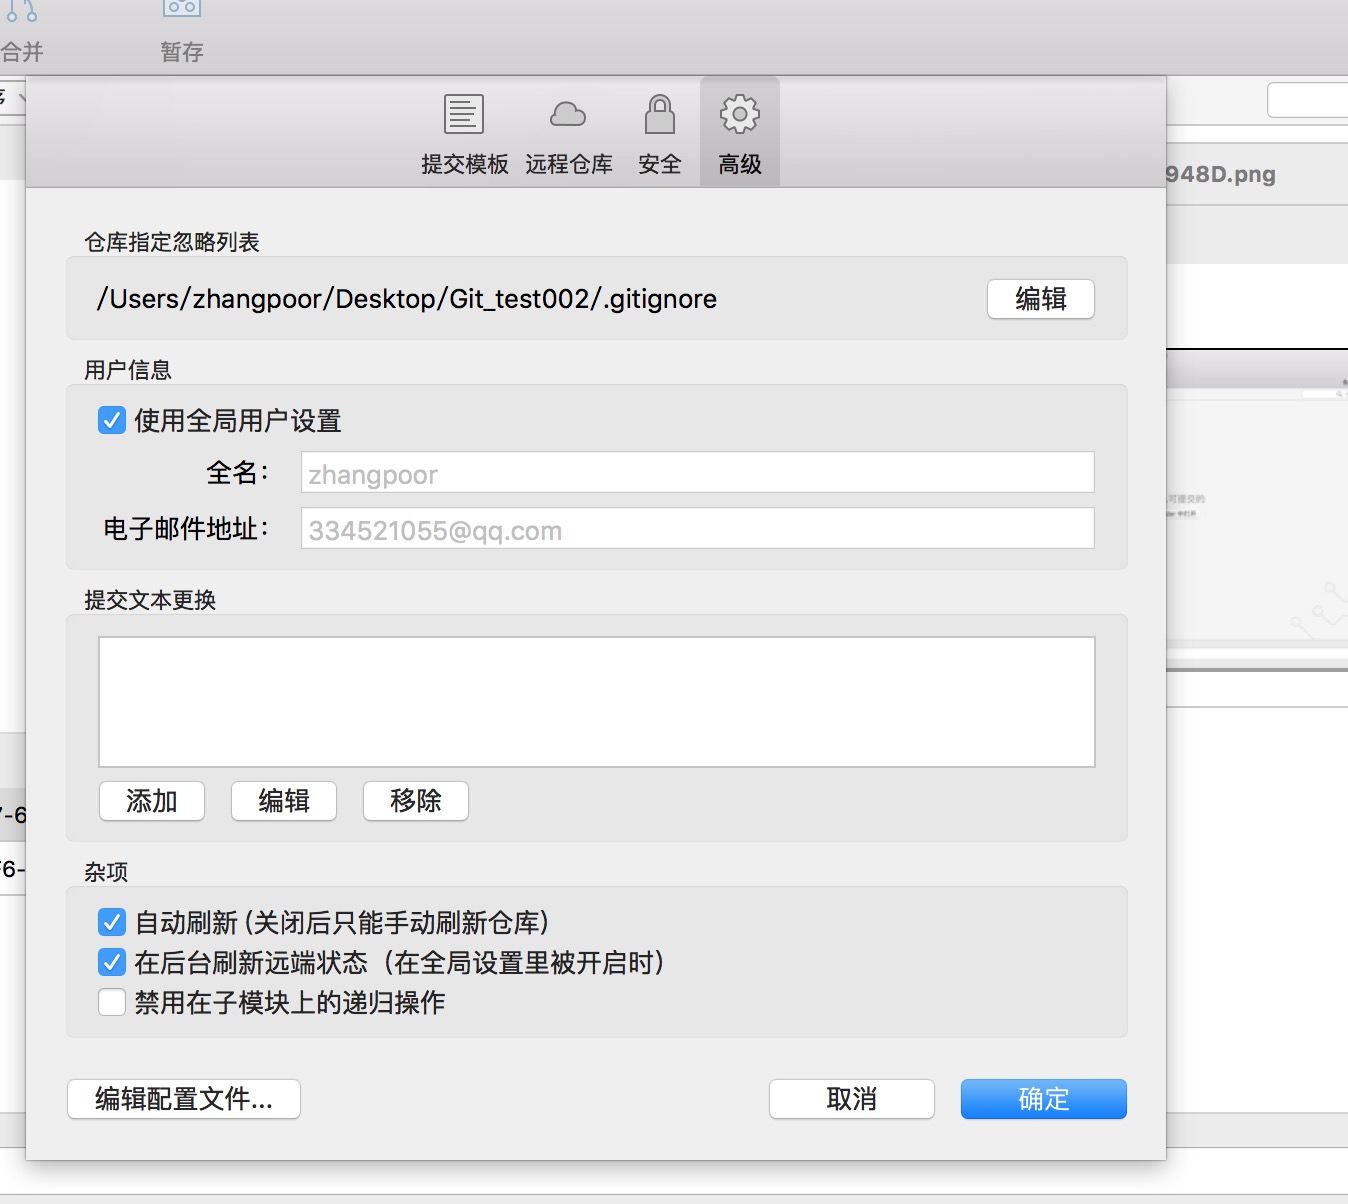 合并
暂存
提交模板
远程仓库
安全
高级
948D.png
仓库指定忽略列表
/Users/zhangpoor/Desktop/Git_test002/.gitignore
编辑
用户信息
使用全局用户设置
全名：
zhangpoor
电子邮件地址：
334521055@qq.com
可提交的
提交文本更换
添加
编辑
移除
杂项
自动刷新 (关闭后只能手动刷新仓库)
在后台刷新远端状态（在全局设置里被开启时）
禁用在子模块上的递归操作
编辑配置文件...
取消
确定